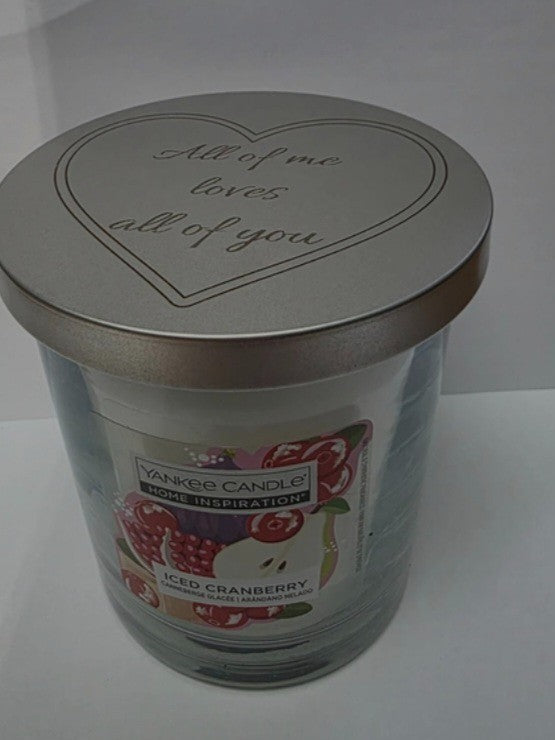 All of me
loves
all of you
YANKEE CANDLE®
HOME INSPIRATION®
ICED CRANBERRY
CANNEBERGE GLACÉE | ARÁNDANO HELADO